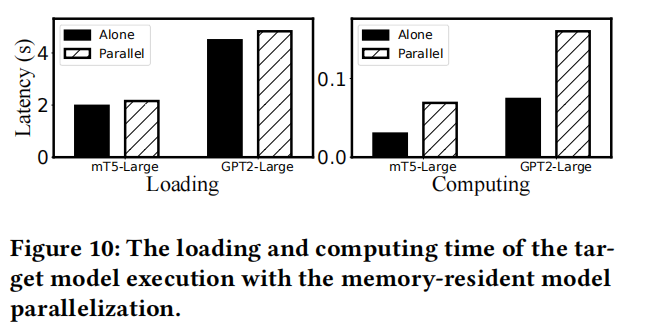 Latency (s)
4
2
0
Alone
Parallel
mT5-Large
GPT2-Large
Loading
0.1
0.0
Alone
Parallel
mT5-Large
GPT2-Large
Computing
Figure 10: The loading and computing time of the tar-
get model execution with the memory-resident model
parallelization.